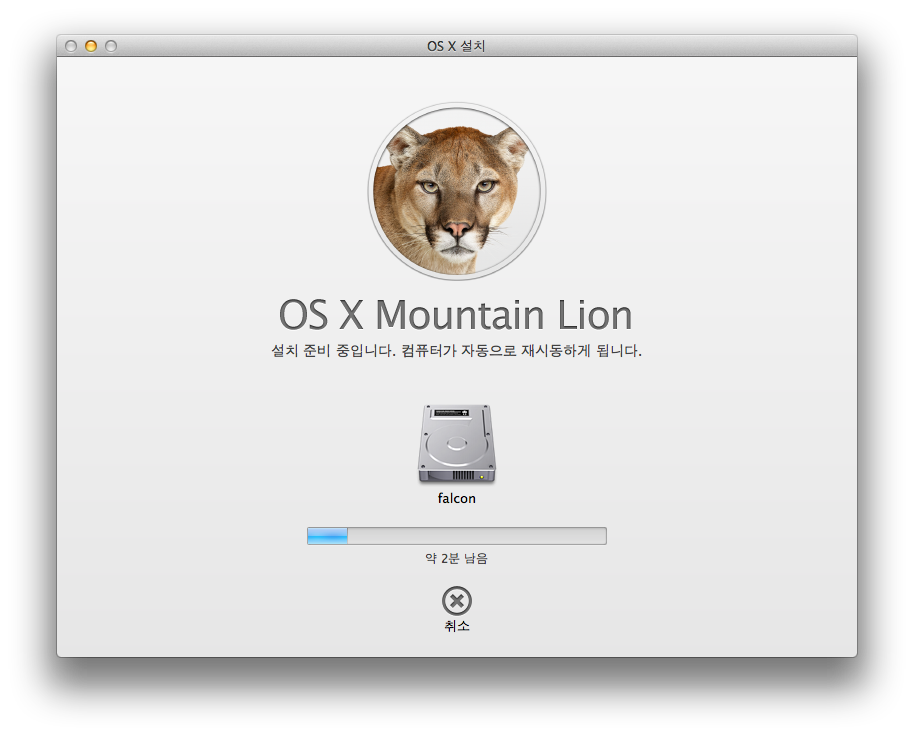 OS X 설치
OS X Mountain Lion
설치 준비 중입니다. 컴퓨터가 자동으로 재시동하게 됩니다.
falcon
약 2분 남음
취소